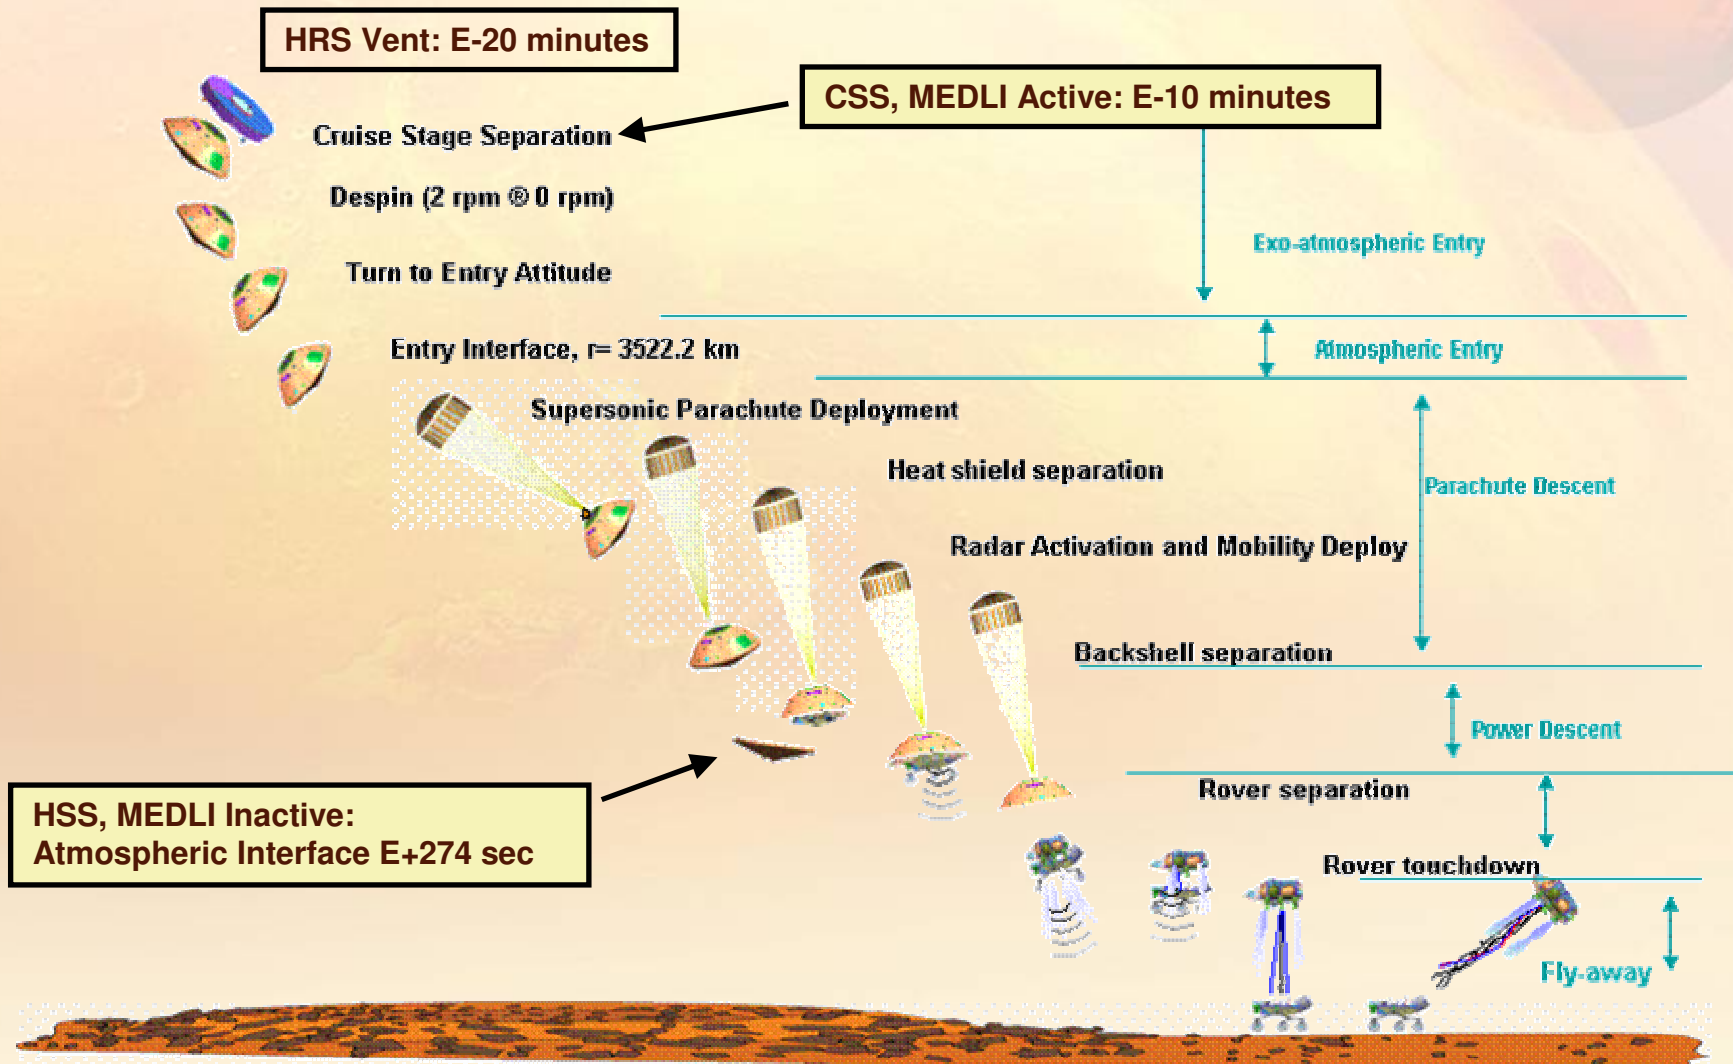 HRS Vent: E-20 minutes
CSS, MEDLI Active: E-10 minutes
Cruise Stage Separation
Despin (2 rpm ® 0 rpm)
Exo-atmospheric Entry
Turn to Entry Attitude
Entry Interface, r= 3522.2 km
Atmospheric Entry
Supersonic Parachute Deployment
Heat shield separation
Parachute Descent
Radar Activation and Mobility Deploy
Backshell separation
Power Descent
Rover separation
HSS, MEDLI Inactive:
Atmospheric Interface E+274 sec
Rover touchdown
Fly-away